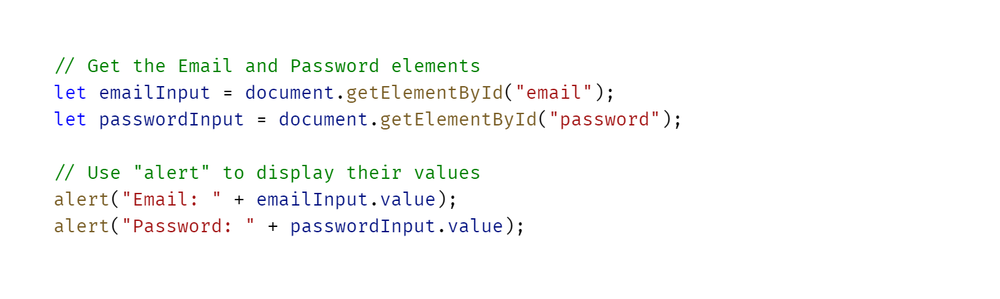 // Get the Email and Password elements
let emailInput = document.getElementById("email");
let passwordInput = document.getElementById("password");
// Use "alert" to display their values
alert("Email: " + emailInput.value);
alert("Password: " + passwordInput.value);